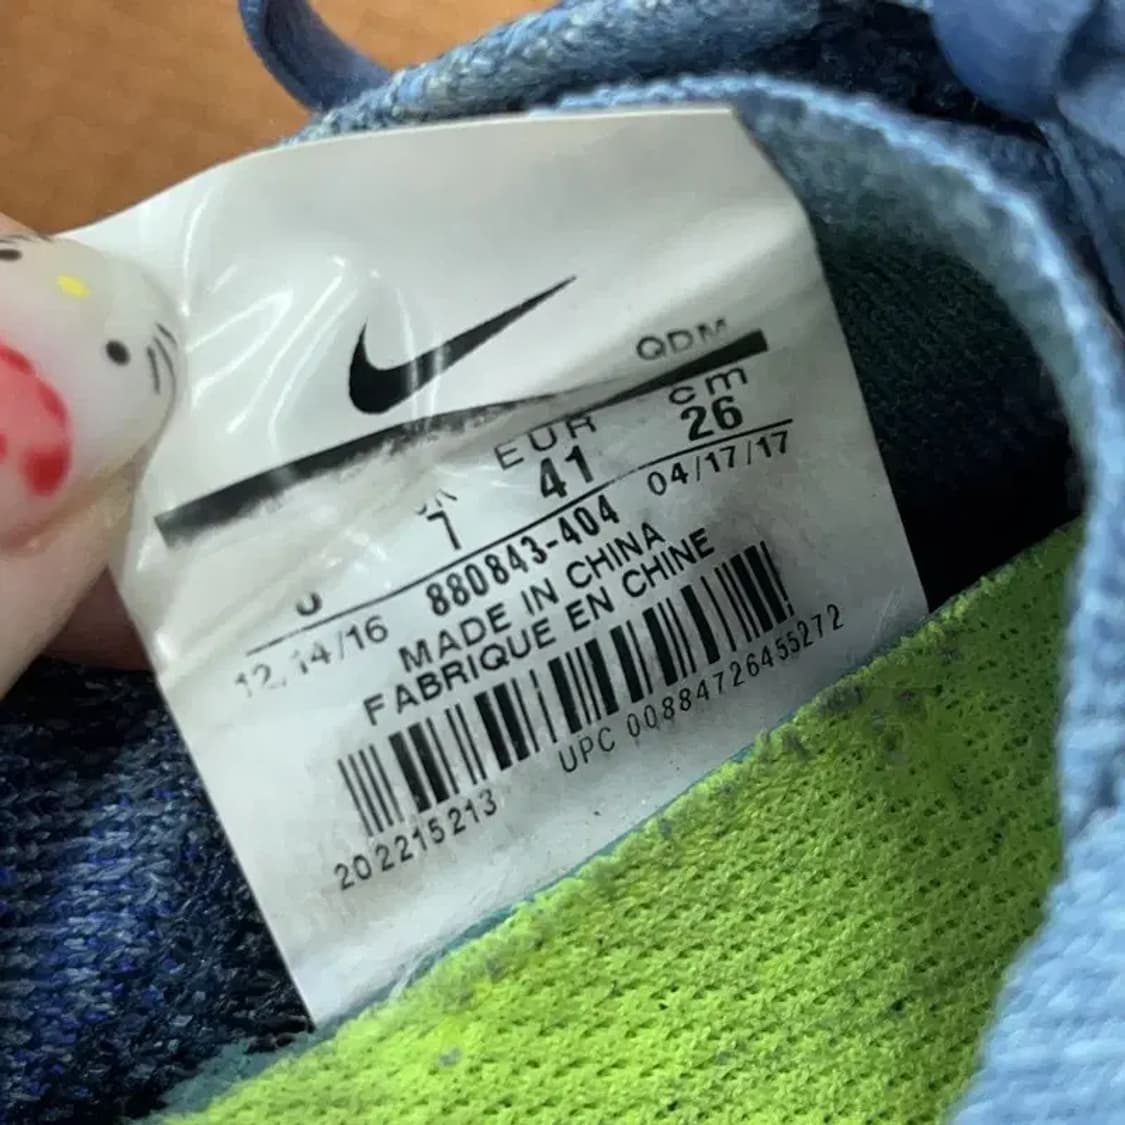 QDM
EUR cm
7 41 26
880843-404 04/17/17
12/14/16
MADE IN CHINA
FABRIQUE EN CHINE
UPC 00884726455272
202215213